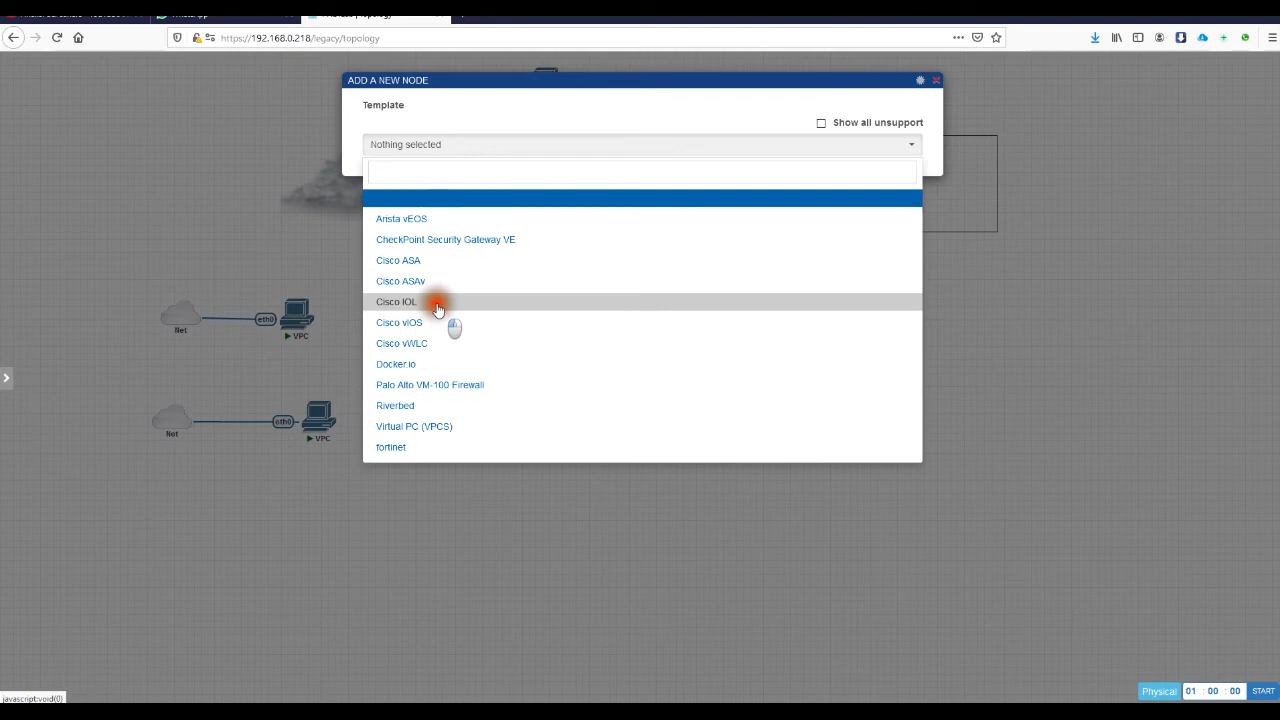 https://192.168.0.218/legacy/topology
ADD A NEW NODE
Template
Show all unsupport
Nothing selected
Arista vEOS
CheckPoint Security Gateway VE
Cisco ASA
Cisco ASAv
Cisco IOL
Cisco vIOS
Cisco vWLC
Docker.io
Palo Alto VM-100 Firewall
Riverbed
Virtual PC (VPCS)
fortinet
Net
eth0
VPC
Net
eth0
VPC
javascript:void(0)
Physical 01 : 00 : 00 START